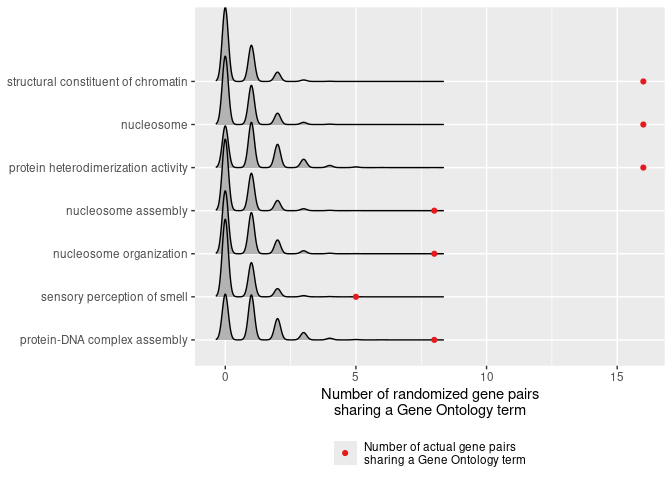 structural constituent of chromatin
nucleosome
protein heterodimerization activity
nucleosome assembly
nucleosome organization
sensory perception of smell
protein-DNA complex assembly
0 5 10 15
Number of randomized gene pairs
sharing a Gene Ontology term
Number of actual gene pairs
sharing a Gene Ontology term